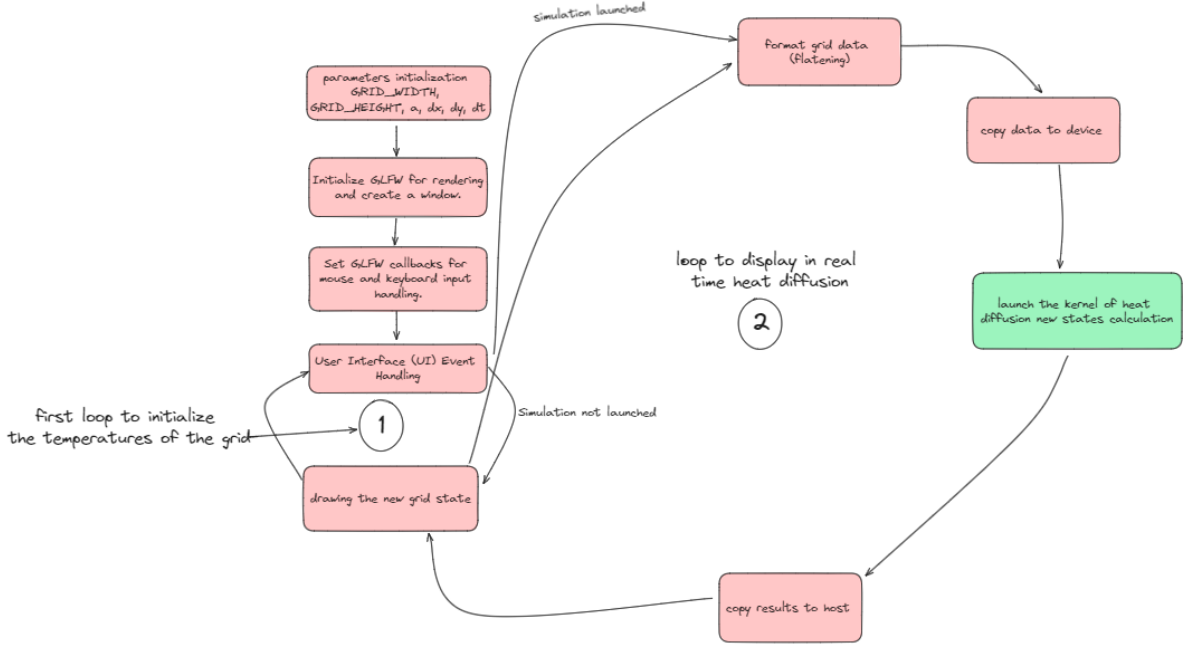 simulation launched
format grid data
(flatening)
parameters initialization
GRID_WIDTH,
GRID_HEIGHT, a, dx, dy, dt
copy data to device
Initialize GLFW for rendering
and create a window.
Set GLFW callbacks for
mouse and keyboard input
handling.
loop to display in real
time heat diffusion
2
launch the kernel of heat
diffusion new states calculation
User Interface (UI) Event
Handling
first loop to initialize
the temperatures of the grid
1
Simulation not launched
drawing the new grid state
copy results to host